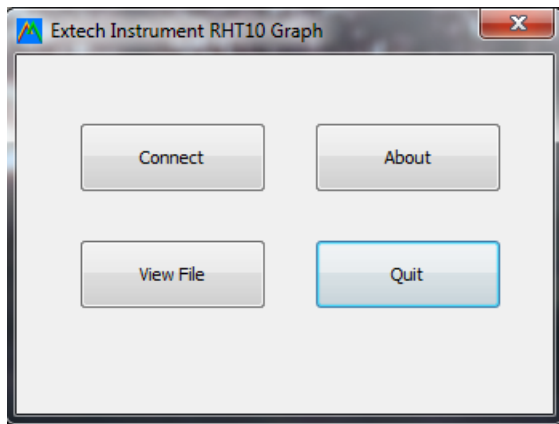 Extech Instrument RHT10 Graph
Connect
About
View File
Quit